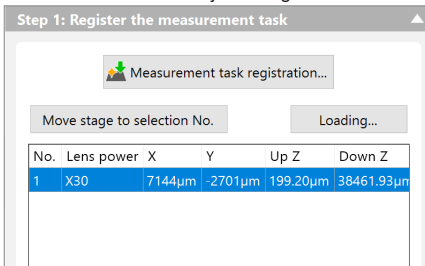 Step 1: Register the measurement task
Measurement task registration...
Move stage to selection No. Loading...
No. Lens power X Y Up Z Down Z
1 X30 7144µm -2701µm 199.20µm 38461.93µm